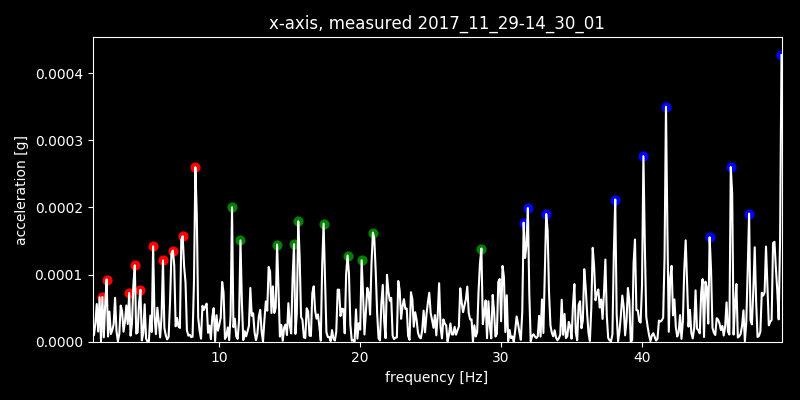 x-axis, measured 2017_11_29-14_30_01
acceleration [g]
0.0004
0.0003
0.0002
0.0001
0.0000
10 20 30 40
frequency [Hz]